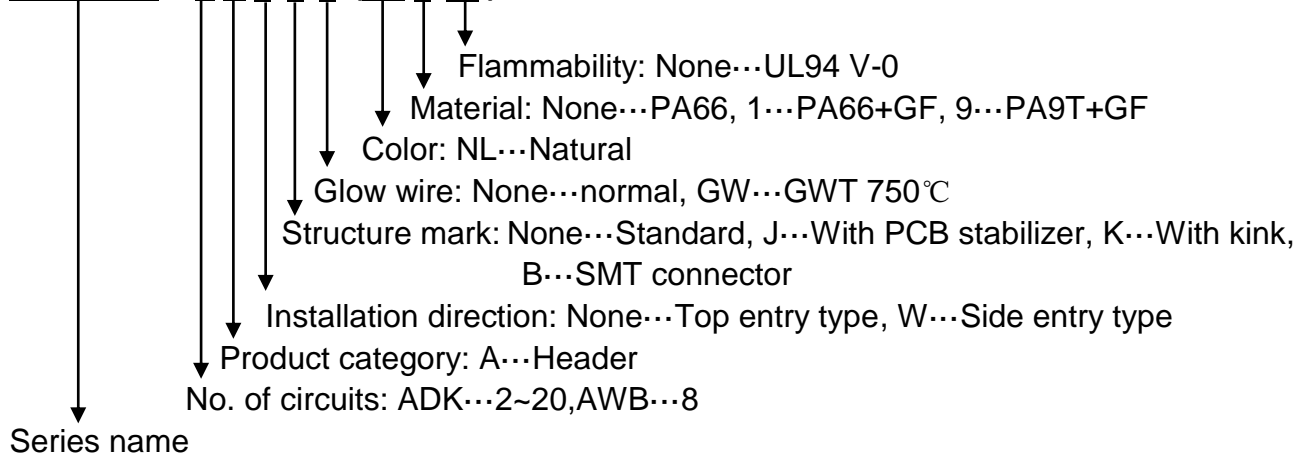 Flammability: None···UL94 V-0
Material: None···PA66, 1···PA66+GF, 9···PA9T+GF
Color: NL···Natural
Glow wire: None···normal, GW···GWT 750℃
Structure mark: None···Standard, J···With PCB stabilizer, K···With kink,
B···SMT connector
Installation direction: None···Top entry type, W···Side entry type
Product category: A···Header
No. of circuits: ADK···2~20,AWB···8
Series name